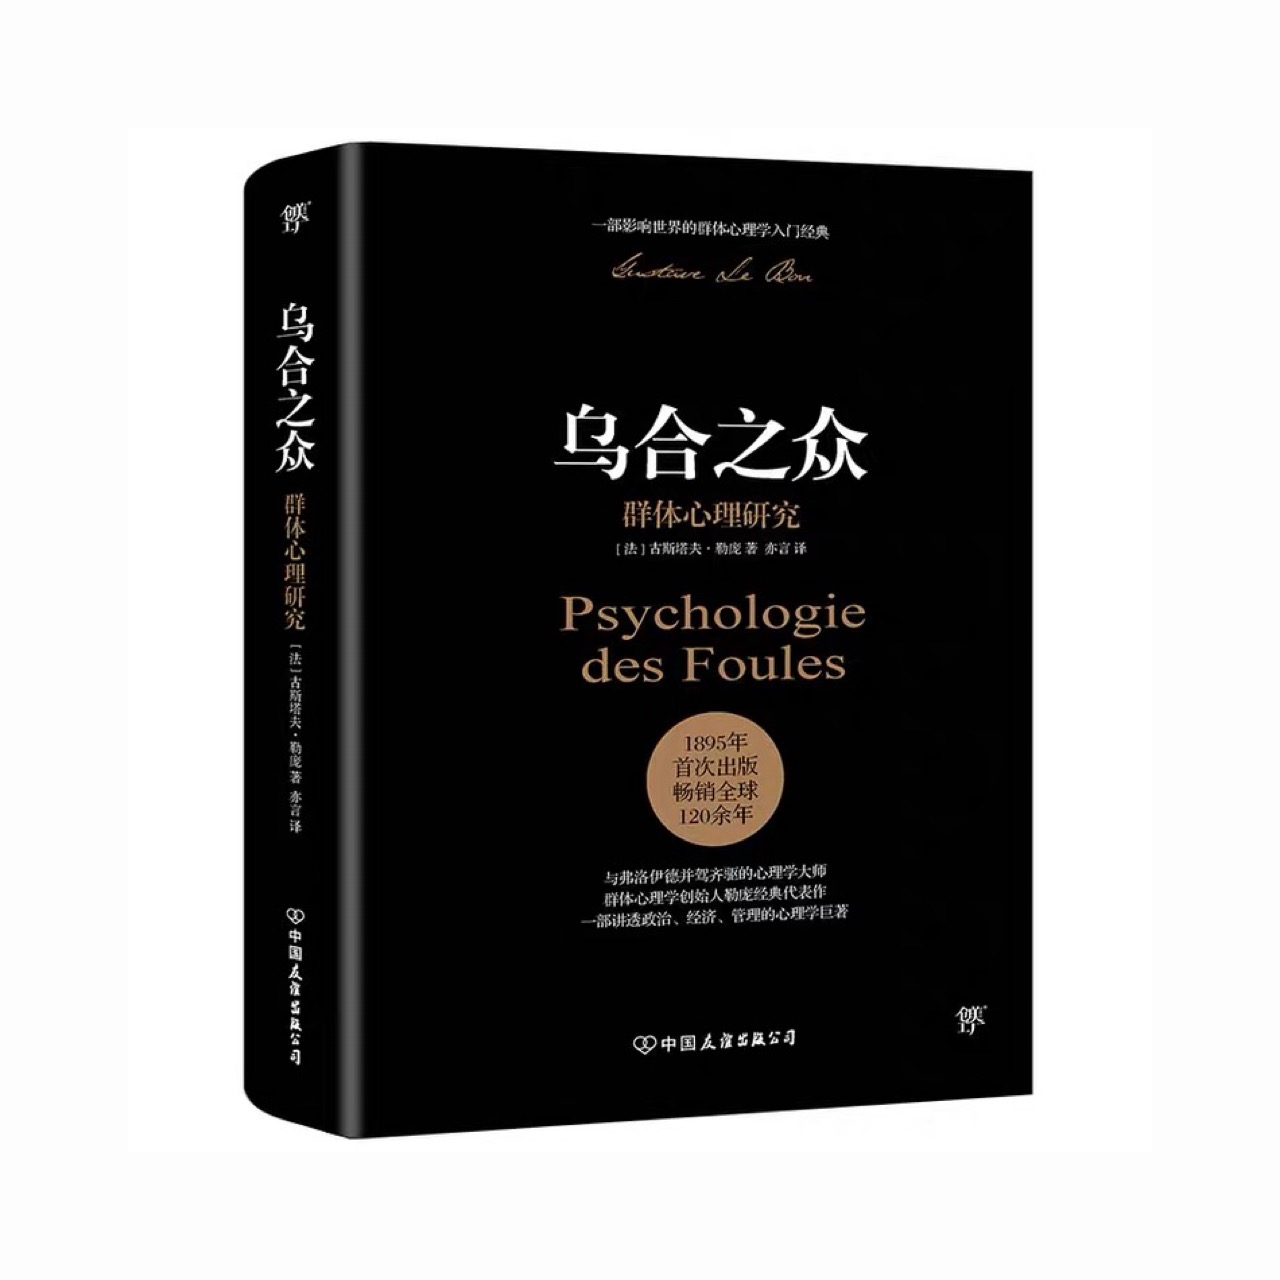 创美
乌合之众
群体心理研究
[法]古斯塔夫·勒庞 著 亦言 译
中国友谊出版公司
一部影响世界的群体心理学入门经典
Gustave Le Bon
乌合之众
群体心理研究
[法]古斯塔夫·勒庞 著 亦言 译
Psychologie
des Foules
1895年
首次出版
畅销全球
120余年
与弗洛伊德并驾齐驱的心理学大师
群体心理学创始人勒庞经典代表作
一部讲透政治、经济、管理的心理学巨著
创美
中国友谊出版公司